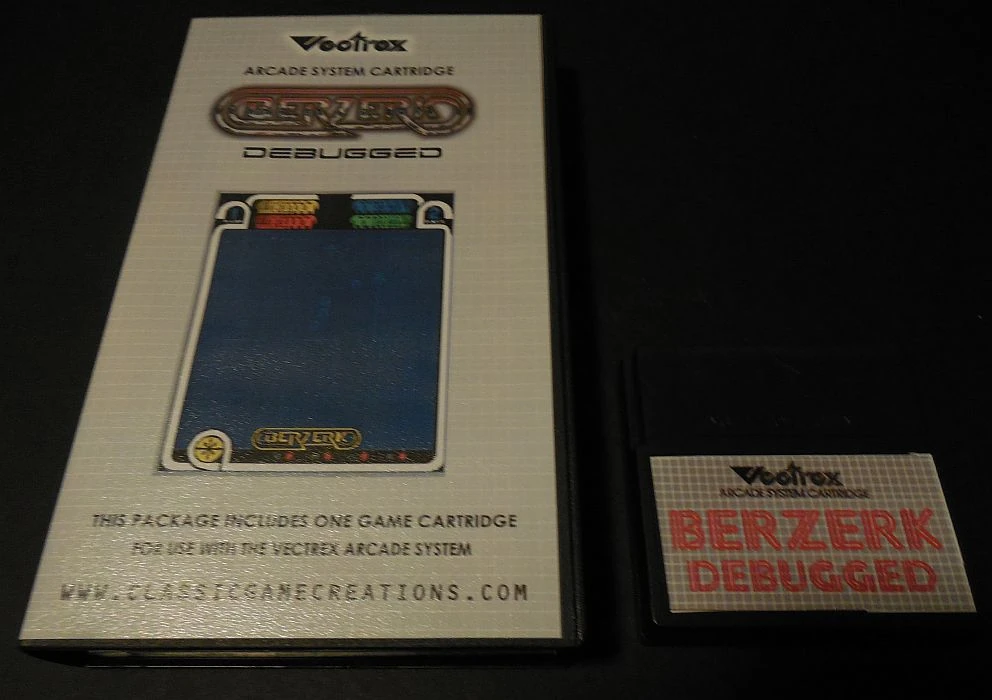 Vectrex
ARCADE SYSTEM CARTRIDGE
BERZERK
DEBUGGED
BERZERK
THIS PACKAGE INCLUDES ONE GAME CARTRIDGE
FOR USE WITH THE VECTREX ARCADE SYSTEM
WWW.CLASSICGAMECREATIONS.COM
Vectrex
ARCADE SYSTEM CARTRIDGE
BERZERK
DEBUGGED